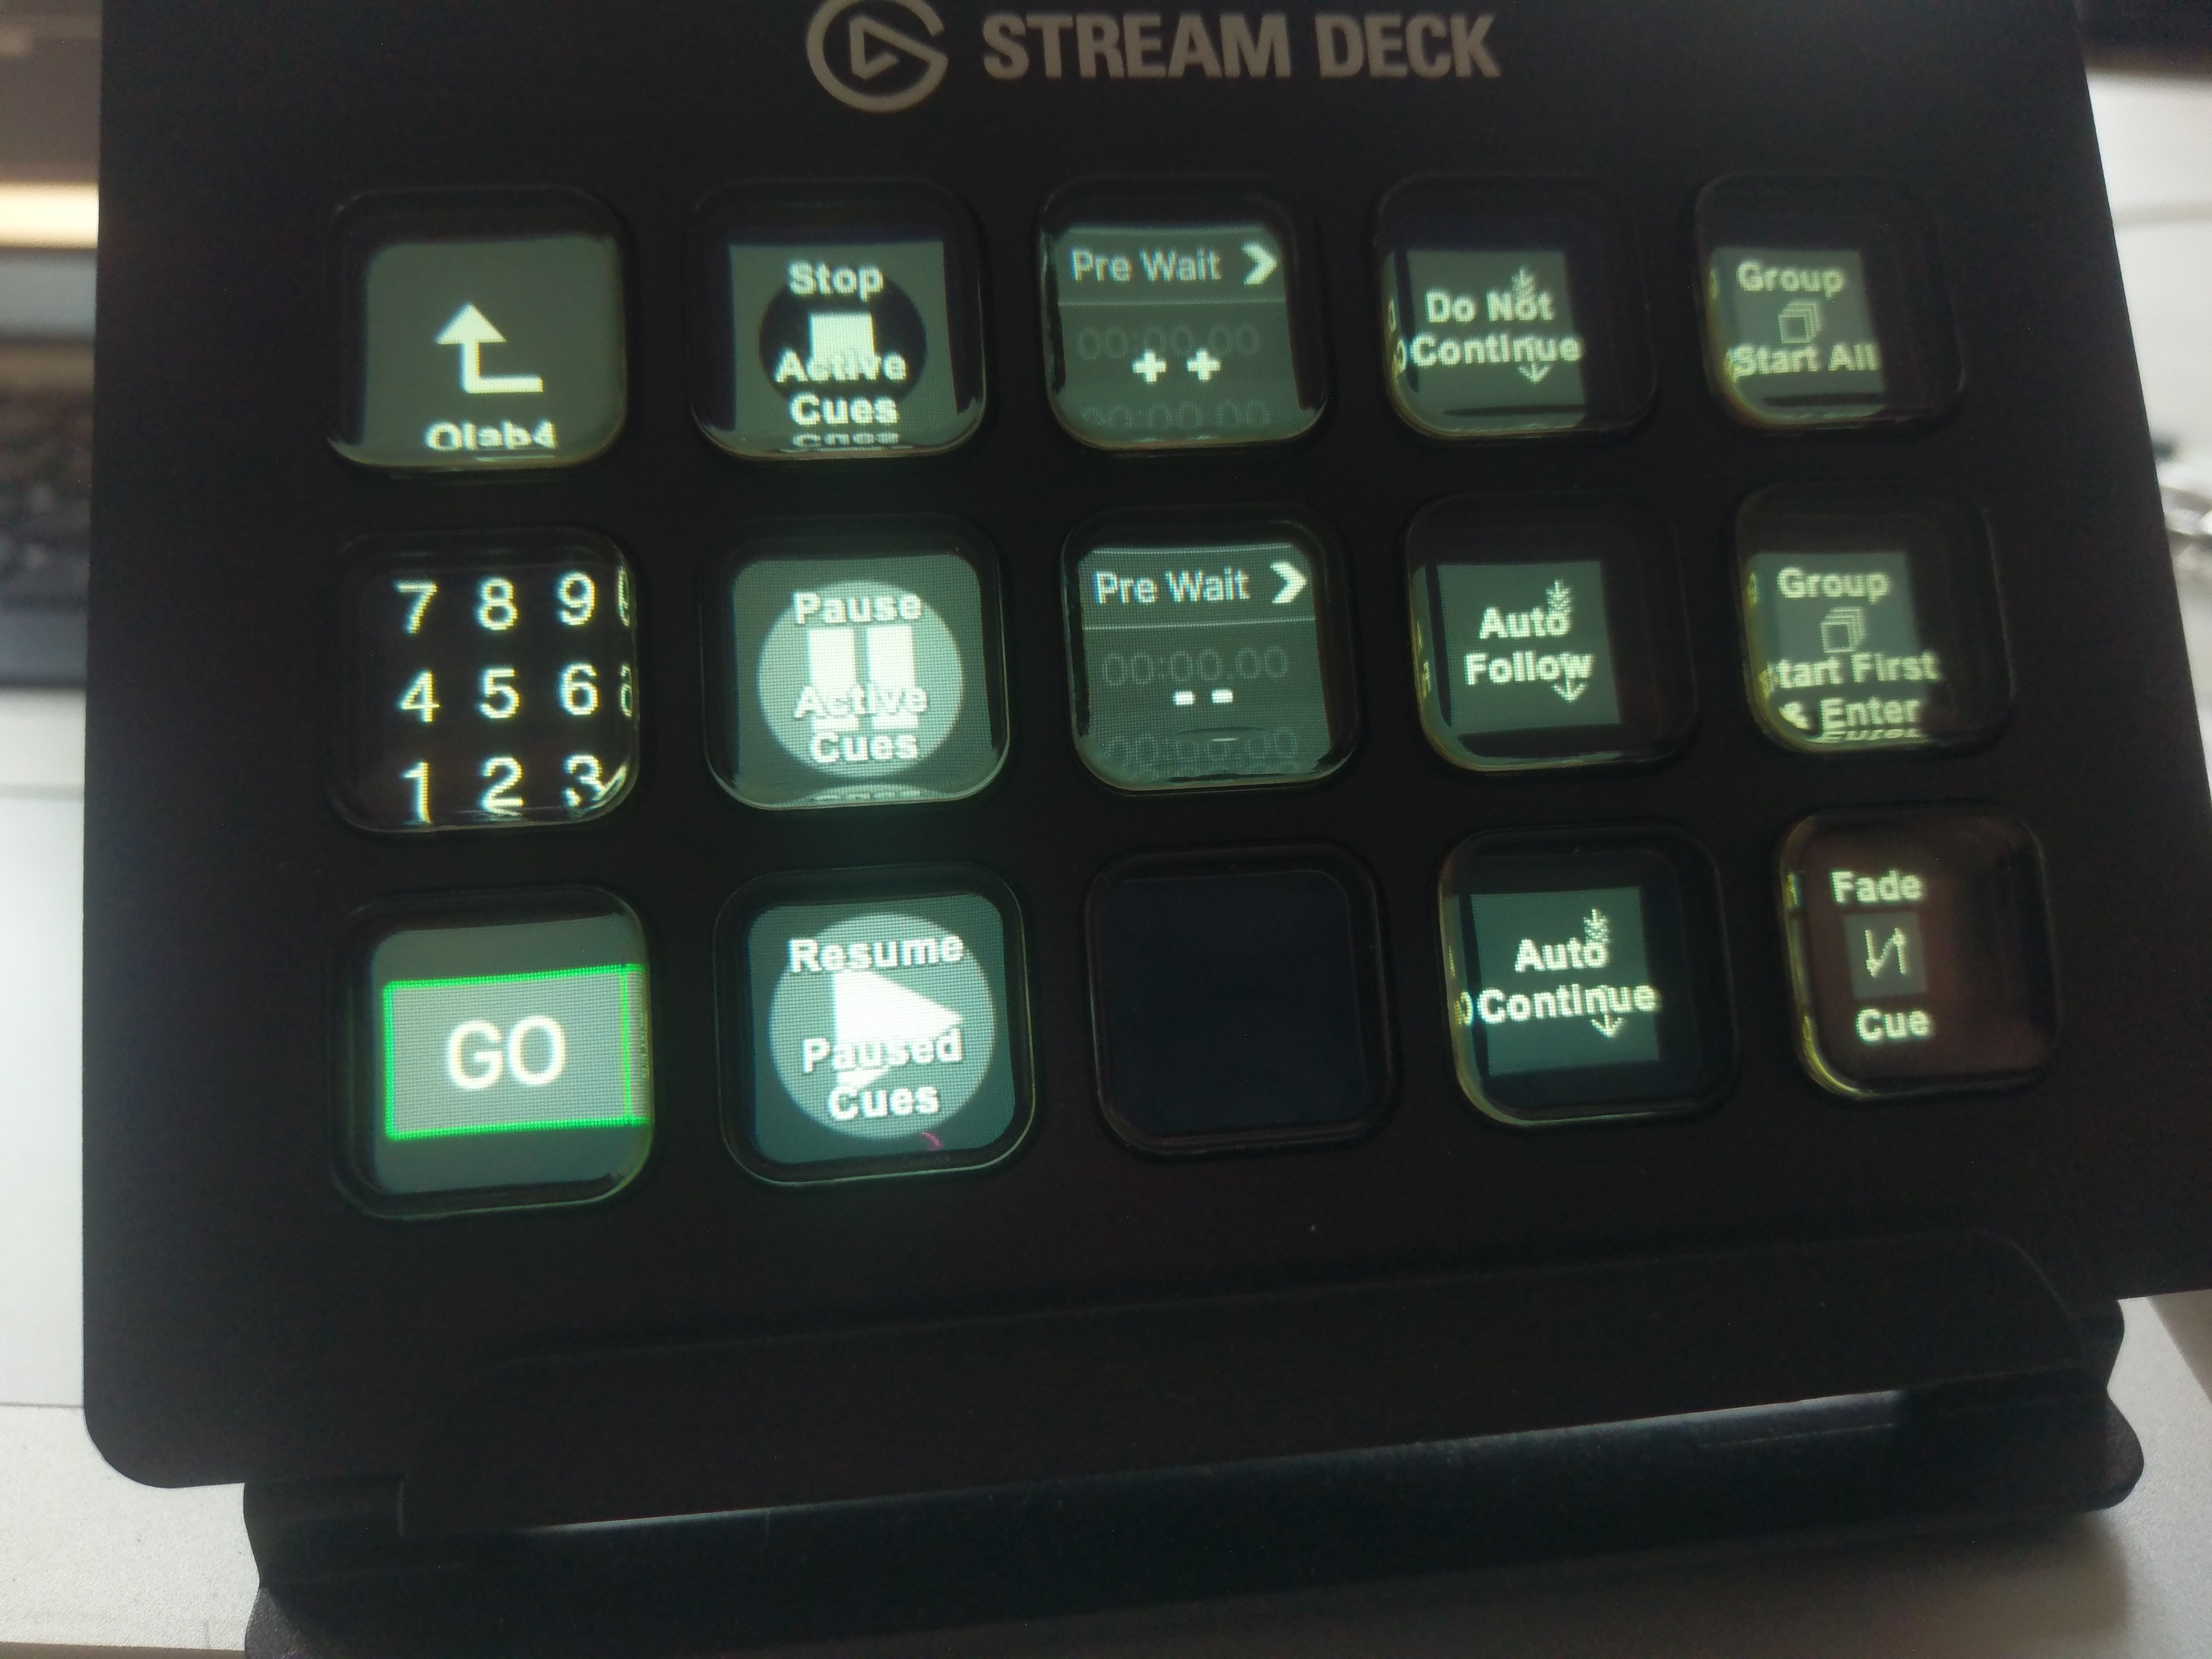 STREAM DECK
Qlab4
Stop
Active
Cues
Pre Wait
00:00.00
++
Do Not
Continue
Group
Start All
7 8 9
4 5 6
1 2 3
Pause
Active
Cues
Pre Wait
00:00.00
--
Auto
Follow
Group
tart First
Enter
GO
Resume
Paused
Cues
Auto
Continue
Fade
Cue